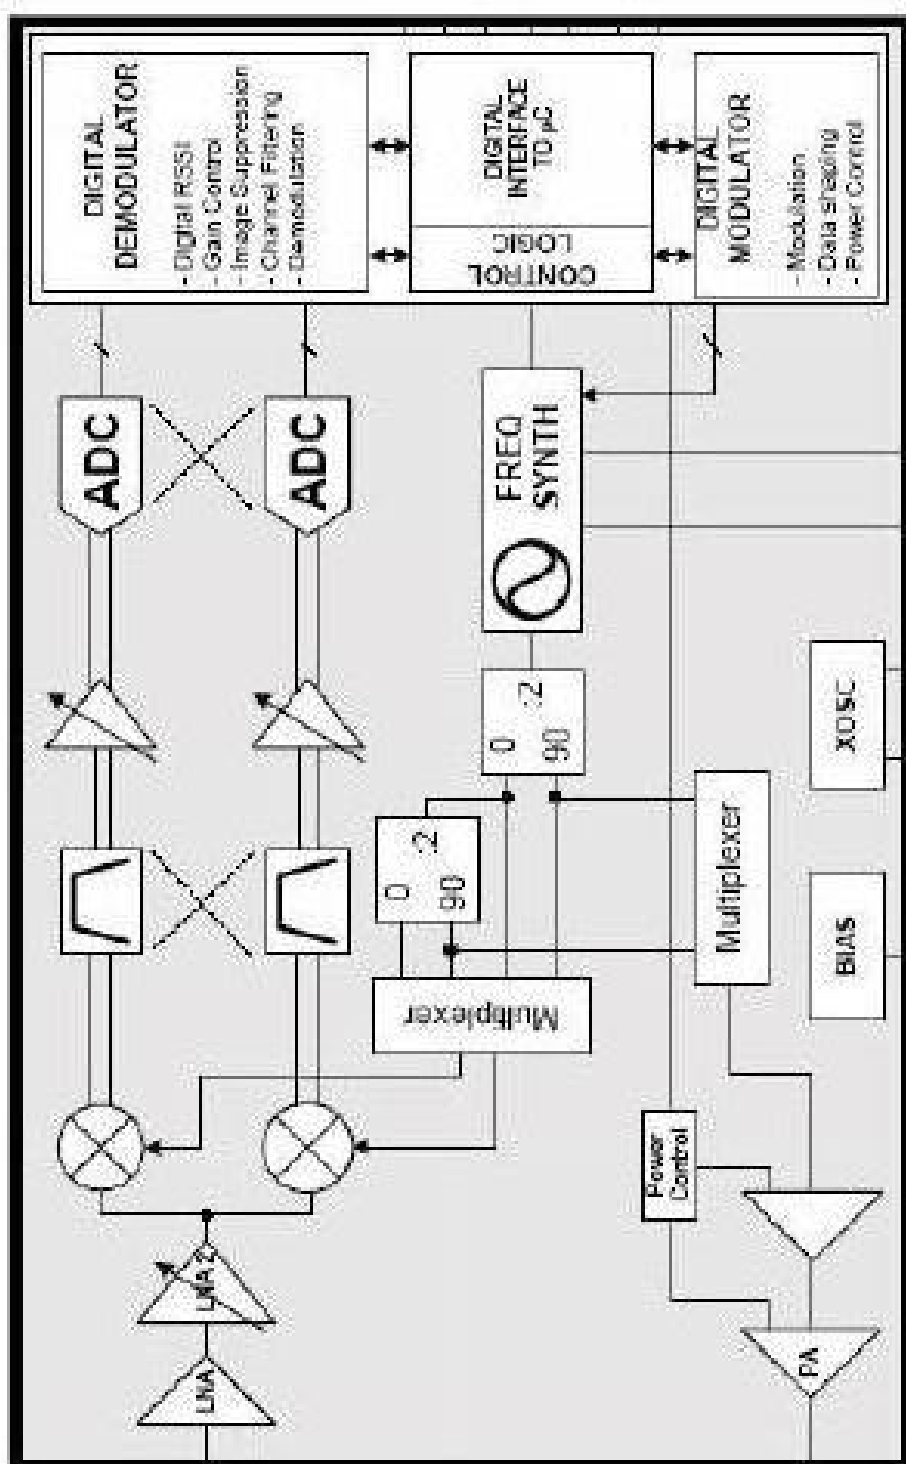 DIGITAL
DEMODULATOR
- Digital RSSI
- Gain Control
- Image Suppression
- Channel Filtering
- Demodulation
DIGITAL
INTERFACE
TO µC
CONTROL
LOGIC
DIGITAL
MODULATOR
- Modulation
- Data shaping
- Power Control
ADC
ADC
FREQ
SYNTH
0
:2
90
0
:2
90
Multiplexer
Multiplexer
XOSC
BIAS
Power
Control
LNA 2
LNA
PA